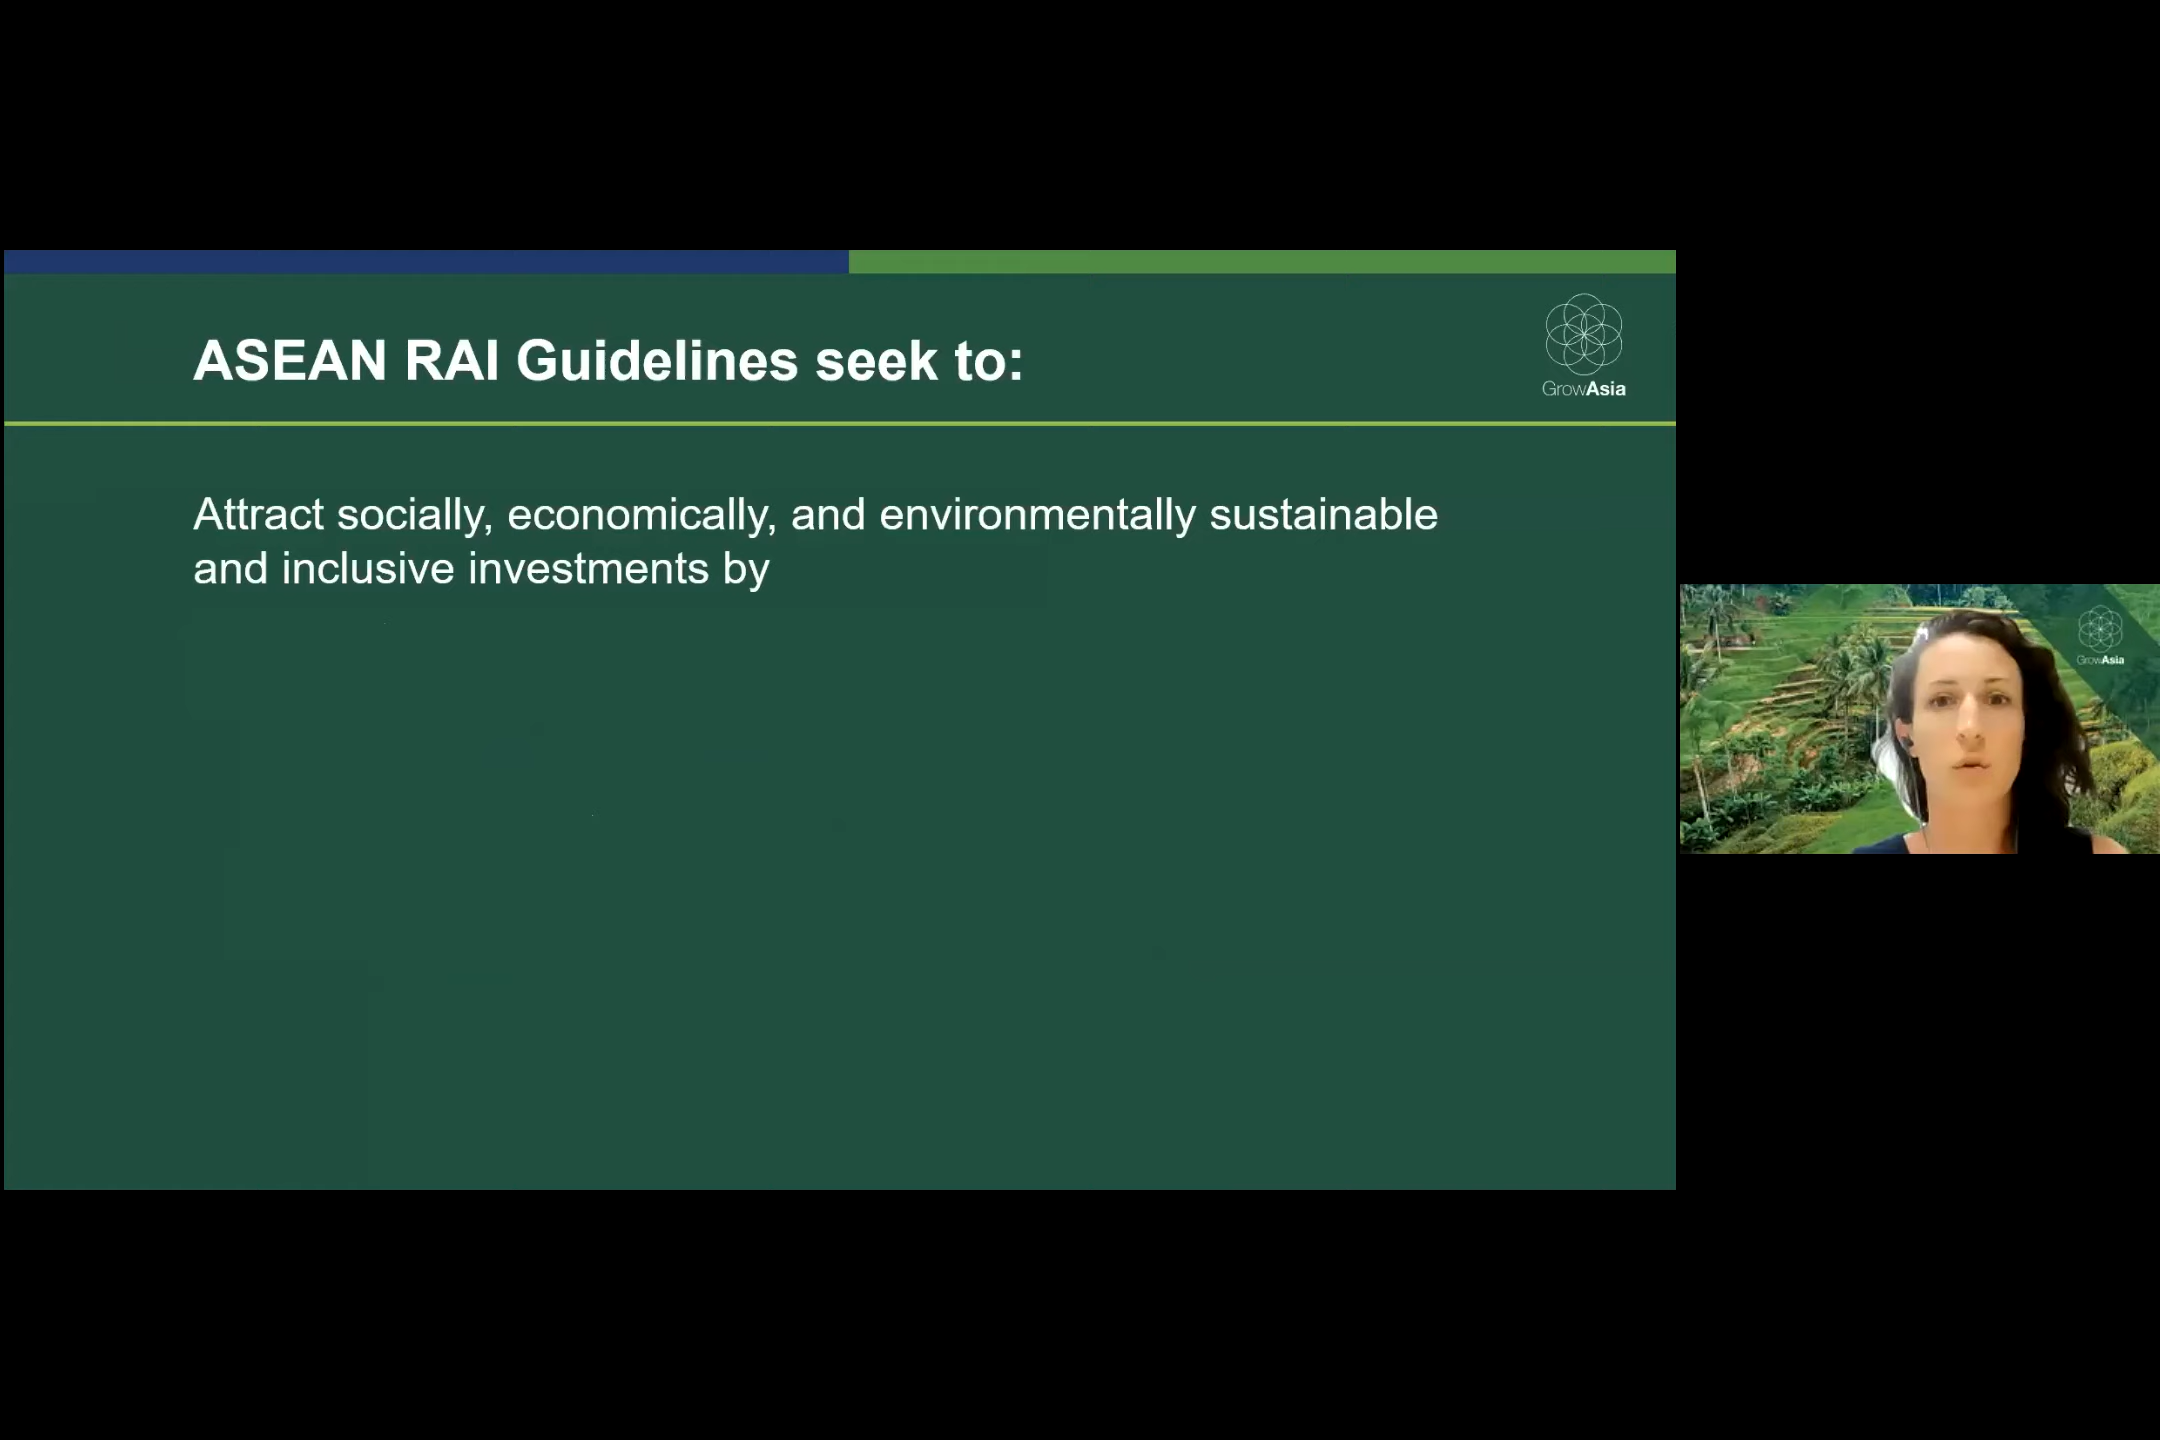 ASEAN RAI Guidelines seek to:
GrowAsia
Attract socially, economically, and environmentally sustainable
and inclusive investments by
GrowAsia